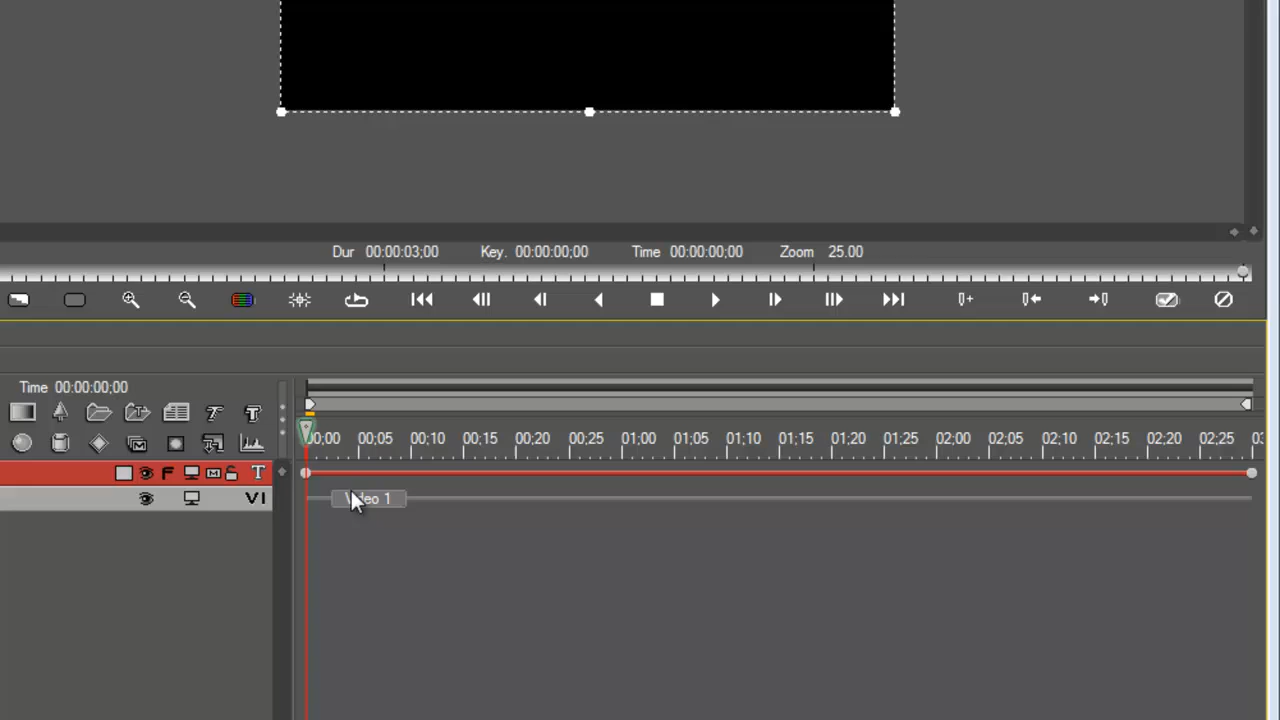 Dur 00:00:03;00 Key. 00:00:00;00 Time 00:00:00;00 Zoom 25.00
Time 00:00:00;00
00;00 00;05 00;10 00;15 00;20 00;25 01;00 01;05 01;10 01;15 01;20 01;25 02;00 02;05 02;10 02;15 02;20 02;25
F M T
V1
1